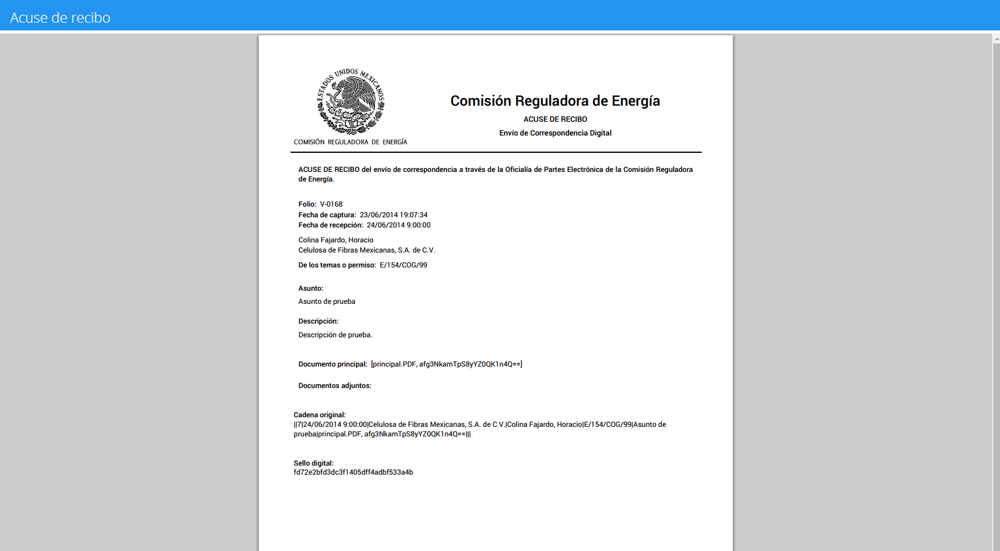 Acuse de recibo
ESTADOS UNIDOS MEXICANOS
COMISIÓN REGULADORA DE ENERGÍA
Comisión Reguladora de Energía
ACUSE DE RECIBO
Envío de Correspondencia Digital
ACUSE DE RECIBO del envío de correspondencia a través de la Oficialía de Partes Electrónica de la Comisión Reguladora
de Energía.
Folio: V-0168
Fecha de captura: 23/06/2014 19:07:34
Fecha de recepción: 24/06/2014 9:00:00
Colina Fajardo, Horacio
Celulosa de Fibras Mexicanas, S.A. de C.V.
De los temas o permiso: E/154/COG/99
Asunto:
Asunto de prueba
Descripción:
Descripción de prueba.
Documento principal: [principal.PDF, afg3NkamTpS8yYZ0QK1n4Q==]
Documentos adjuntos:
Cadena original:
||7|24/06/2014 9:00:00|Celulosa de Fibras Mexicanas, S.A. de C.V.|Colina Fajardo, Horacio|E/154/COG/99|Asunto de
prueba|principal.PDF, afg3NkamTpS8yYZ0QK1n4Q==|||
Sello digital:
fd72e2bfd3dc3f1405dff4adbf533a4b